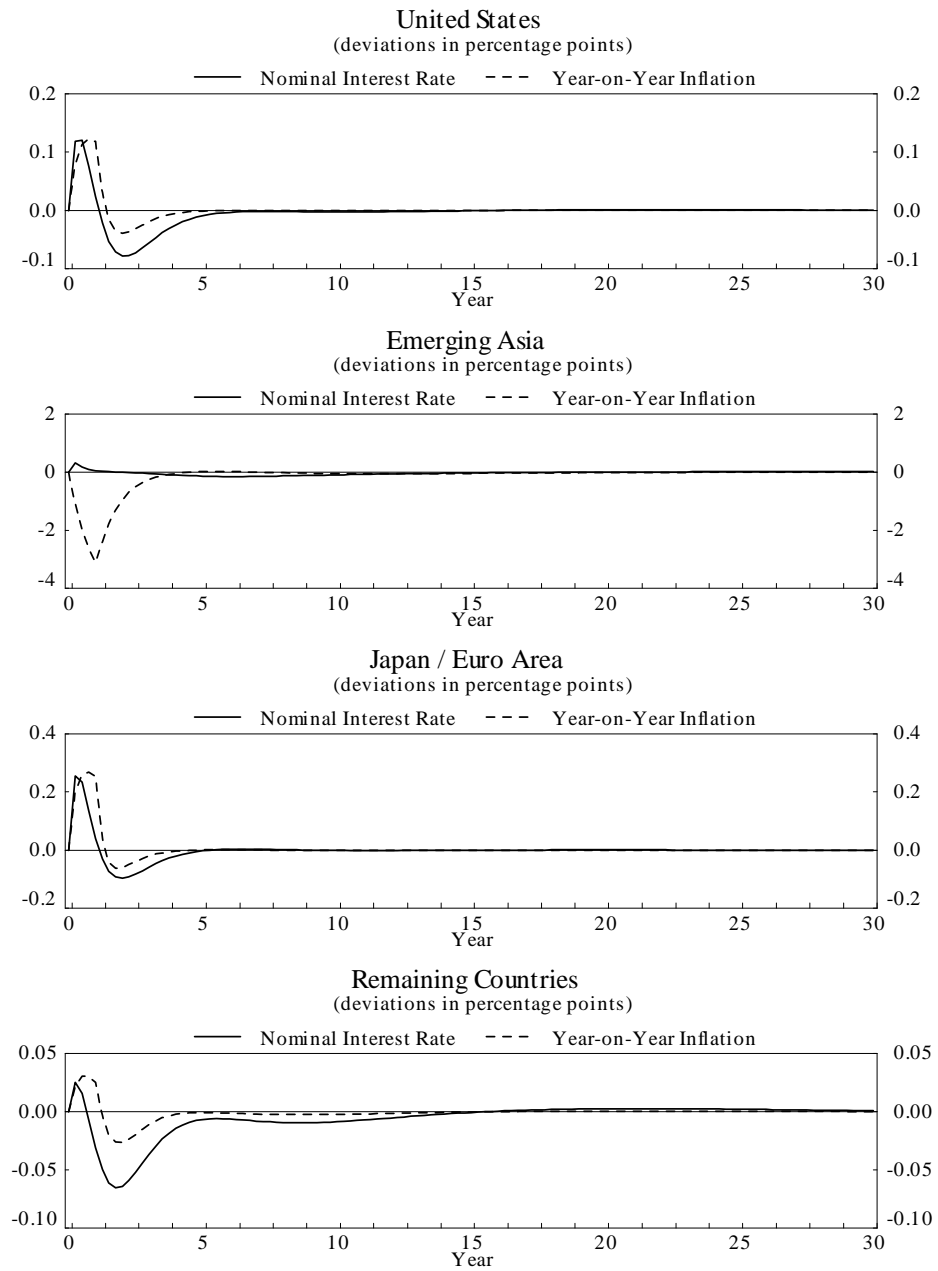 United States
(deviations in percentage points)
Nominal Interest Rate Year-on-Year Inflation
0.2 0.2
0.1 0.1
0.0 0.0
-0.1 -0.1
0 5 10 15 20 25 30
Year
Emerging Asia
(deviations in percentage points)
Nominal Interest Rate Year-on-Year Inflation
2 2
0 0
-2 -2
-4 -4
0 5 10 15 20 25 30
Year
Japan / Euro Area
(deviations in percentage points)
Nominal Interest Rate Year-on-Year Inflation
0.4 0.4
0.2 0.2
0.0 0.0
-0.2 -0.2
0 5 10 15 20 25 30
Year
Remaining Countries
(deviations in percentage points)
Nominal Interest Rate Year-on-Year Inflation
0.05 0.05
0.00 0.00
-0.05 -0.05
-0.10 -0.10
0 5 10 15 20 25 30
Year